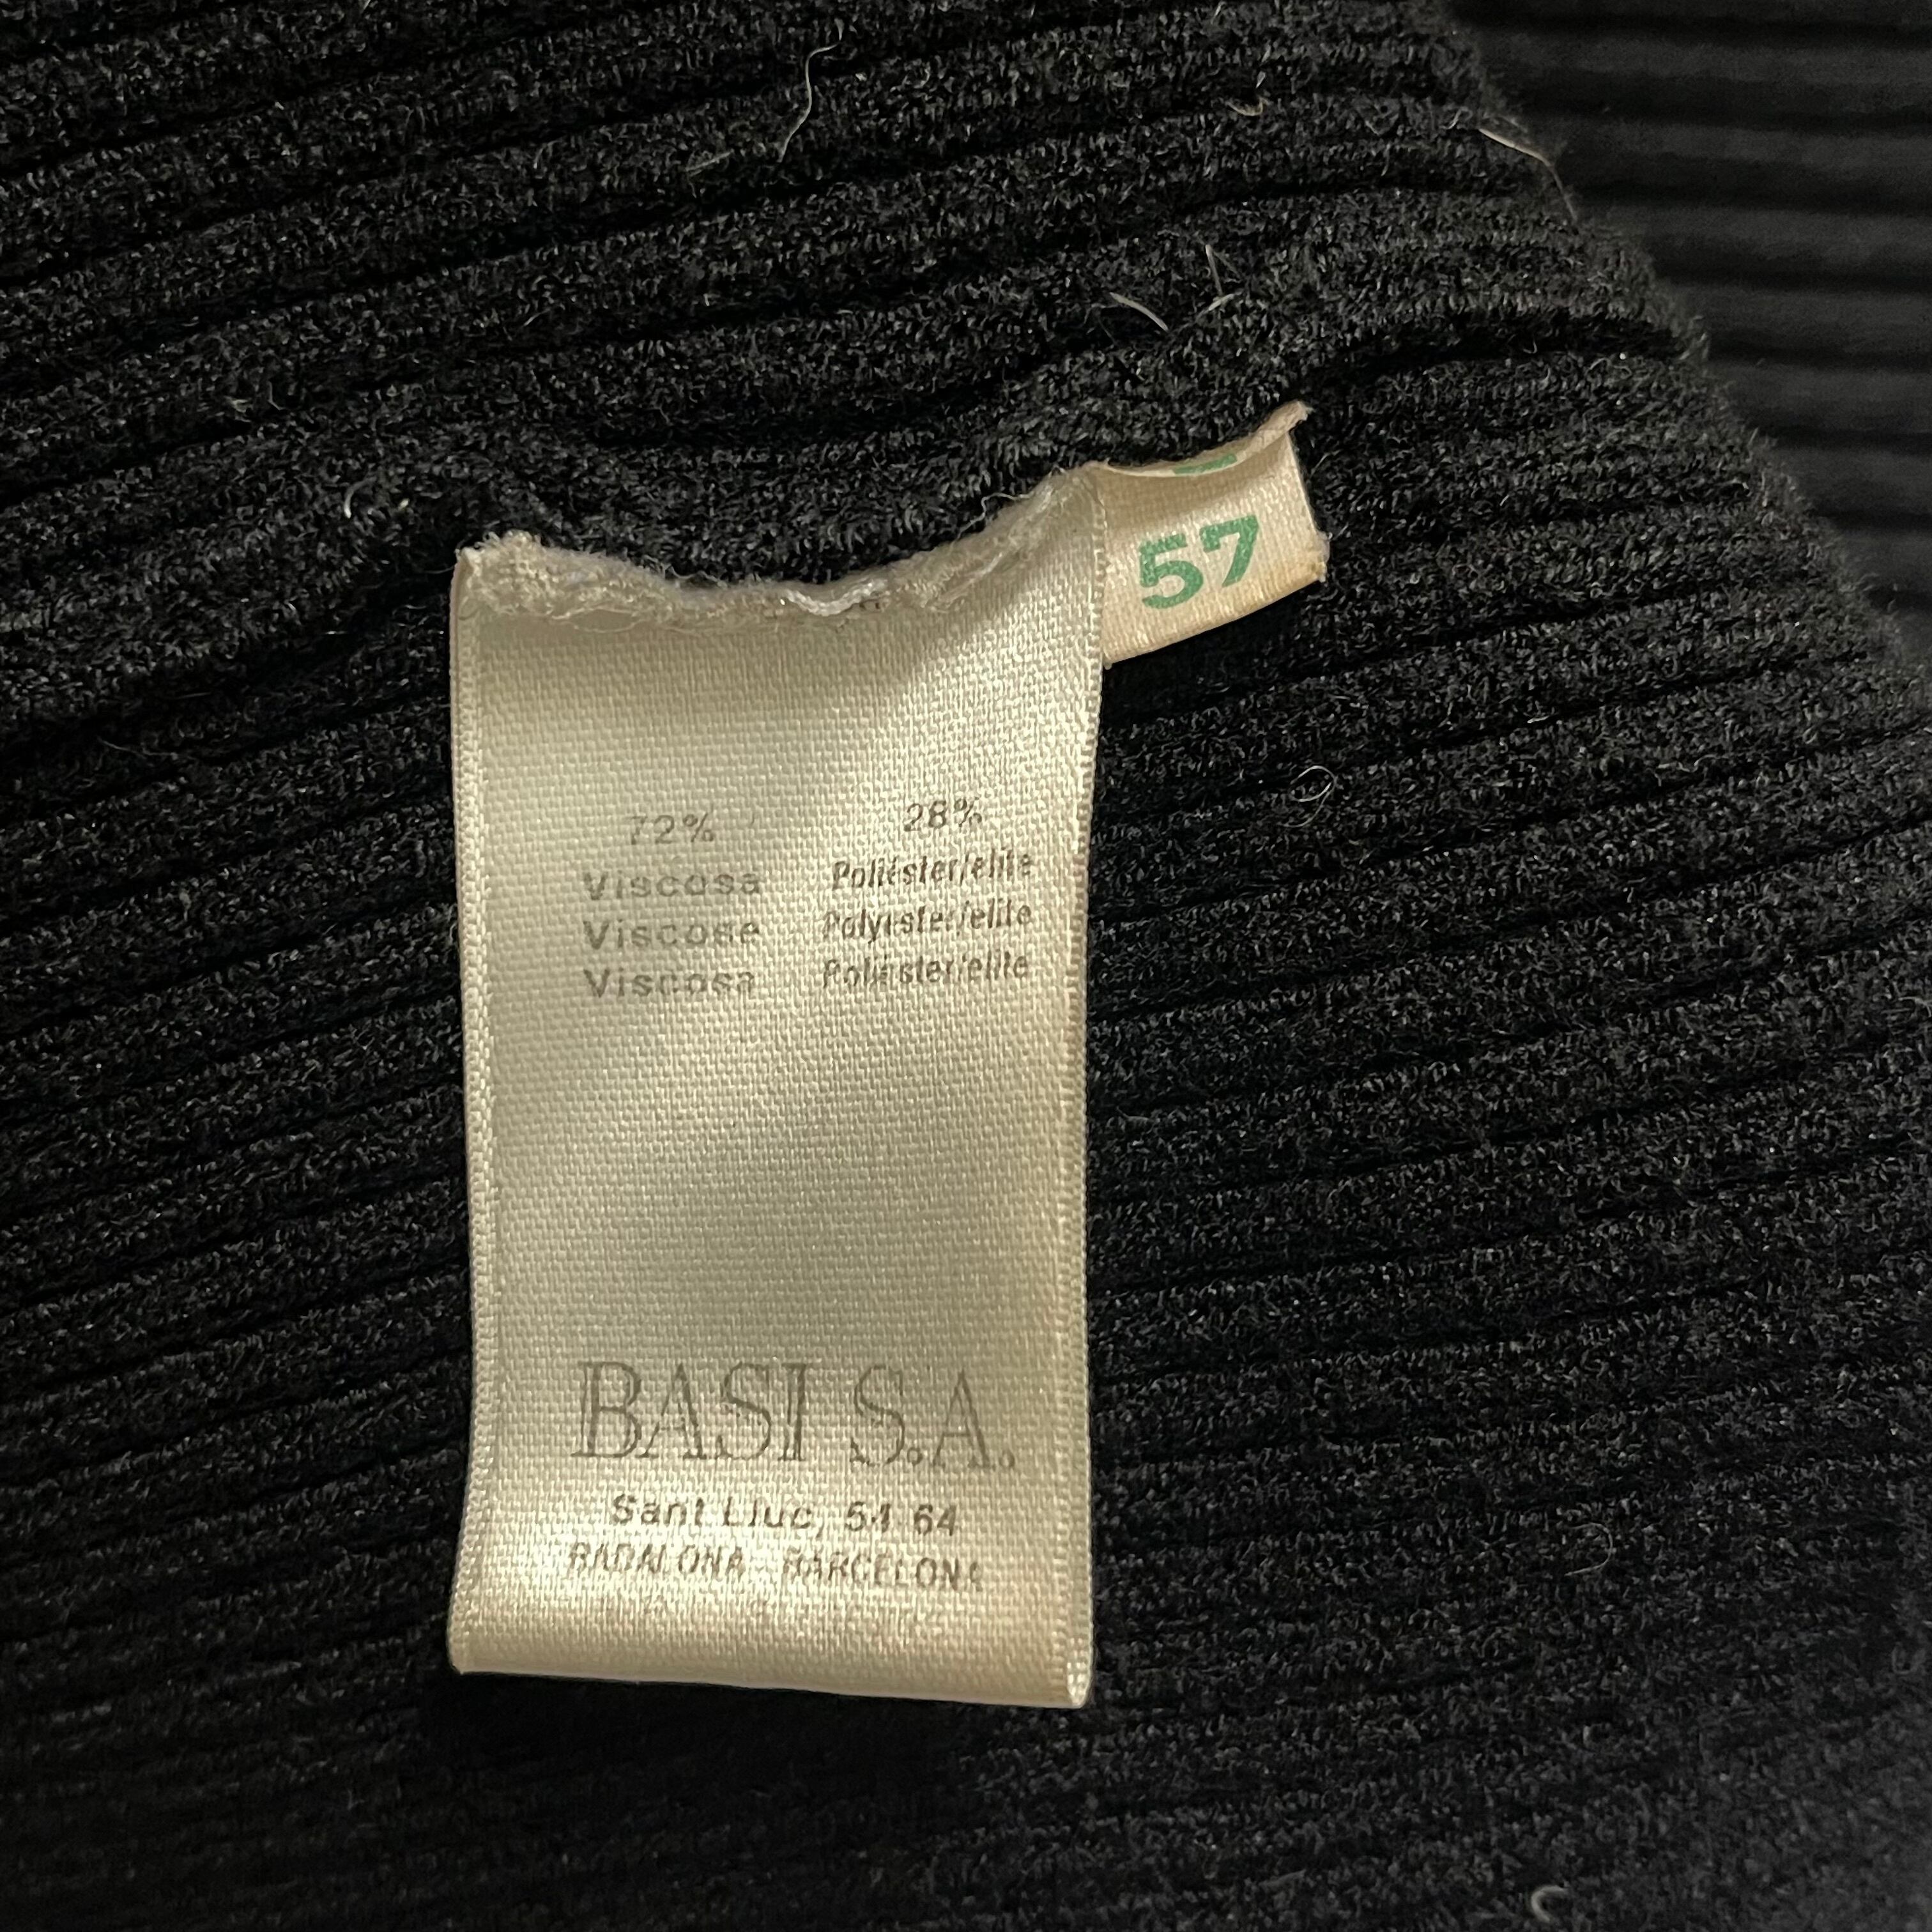 57
72% 28%
Viscosa Poliéster/elite
Viscose Polyester/elite
Viscosa Poliéster/elite
BASI S.A.
Sant Lluc, 54 64
BADALONA - BARCELONA